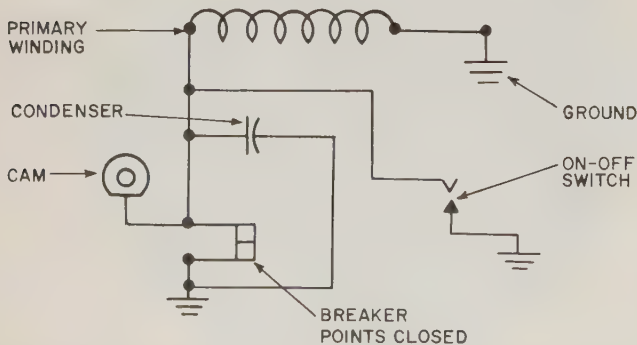 PRIMARY
WINDING
CONDENSER
GROUND
CAM
ON-OFF
SWITCH
BREAKER
POINTS CLOSED